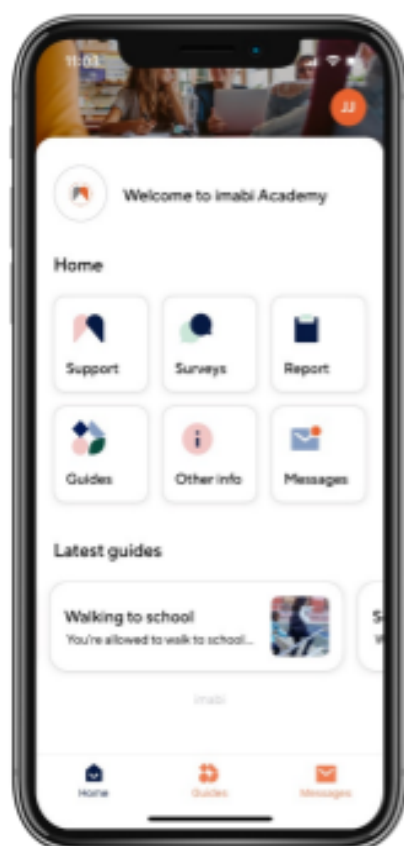 11:03
JJ
Welcome to imabi Academy
Home
Support
Surveys
Report
Guides
Other info
Messages
Latest guides
Walking to school
You're allowed to walk to school...
imabi
Home
Guides
Messages